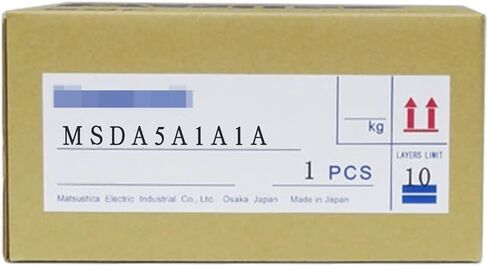 MSDA5A1A1A
kg
LAYERS LIMIT
10
1 PCS
Matsushita Electric Industrial Co., Ltd. Osaka Japan Made in Japan